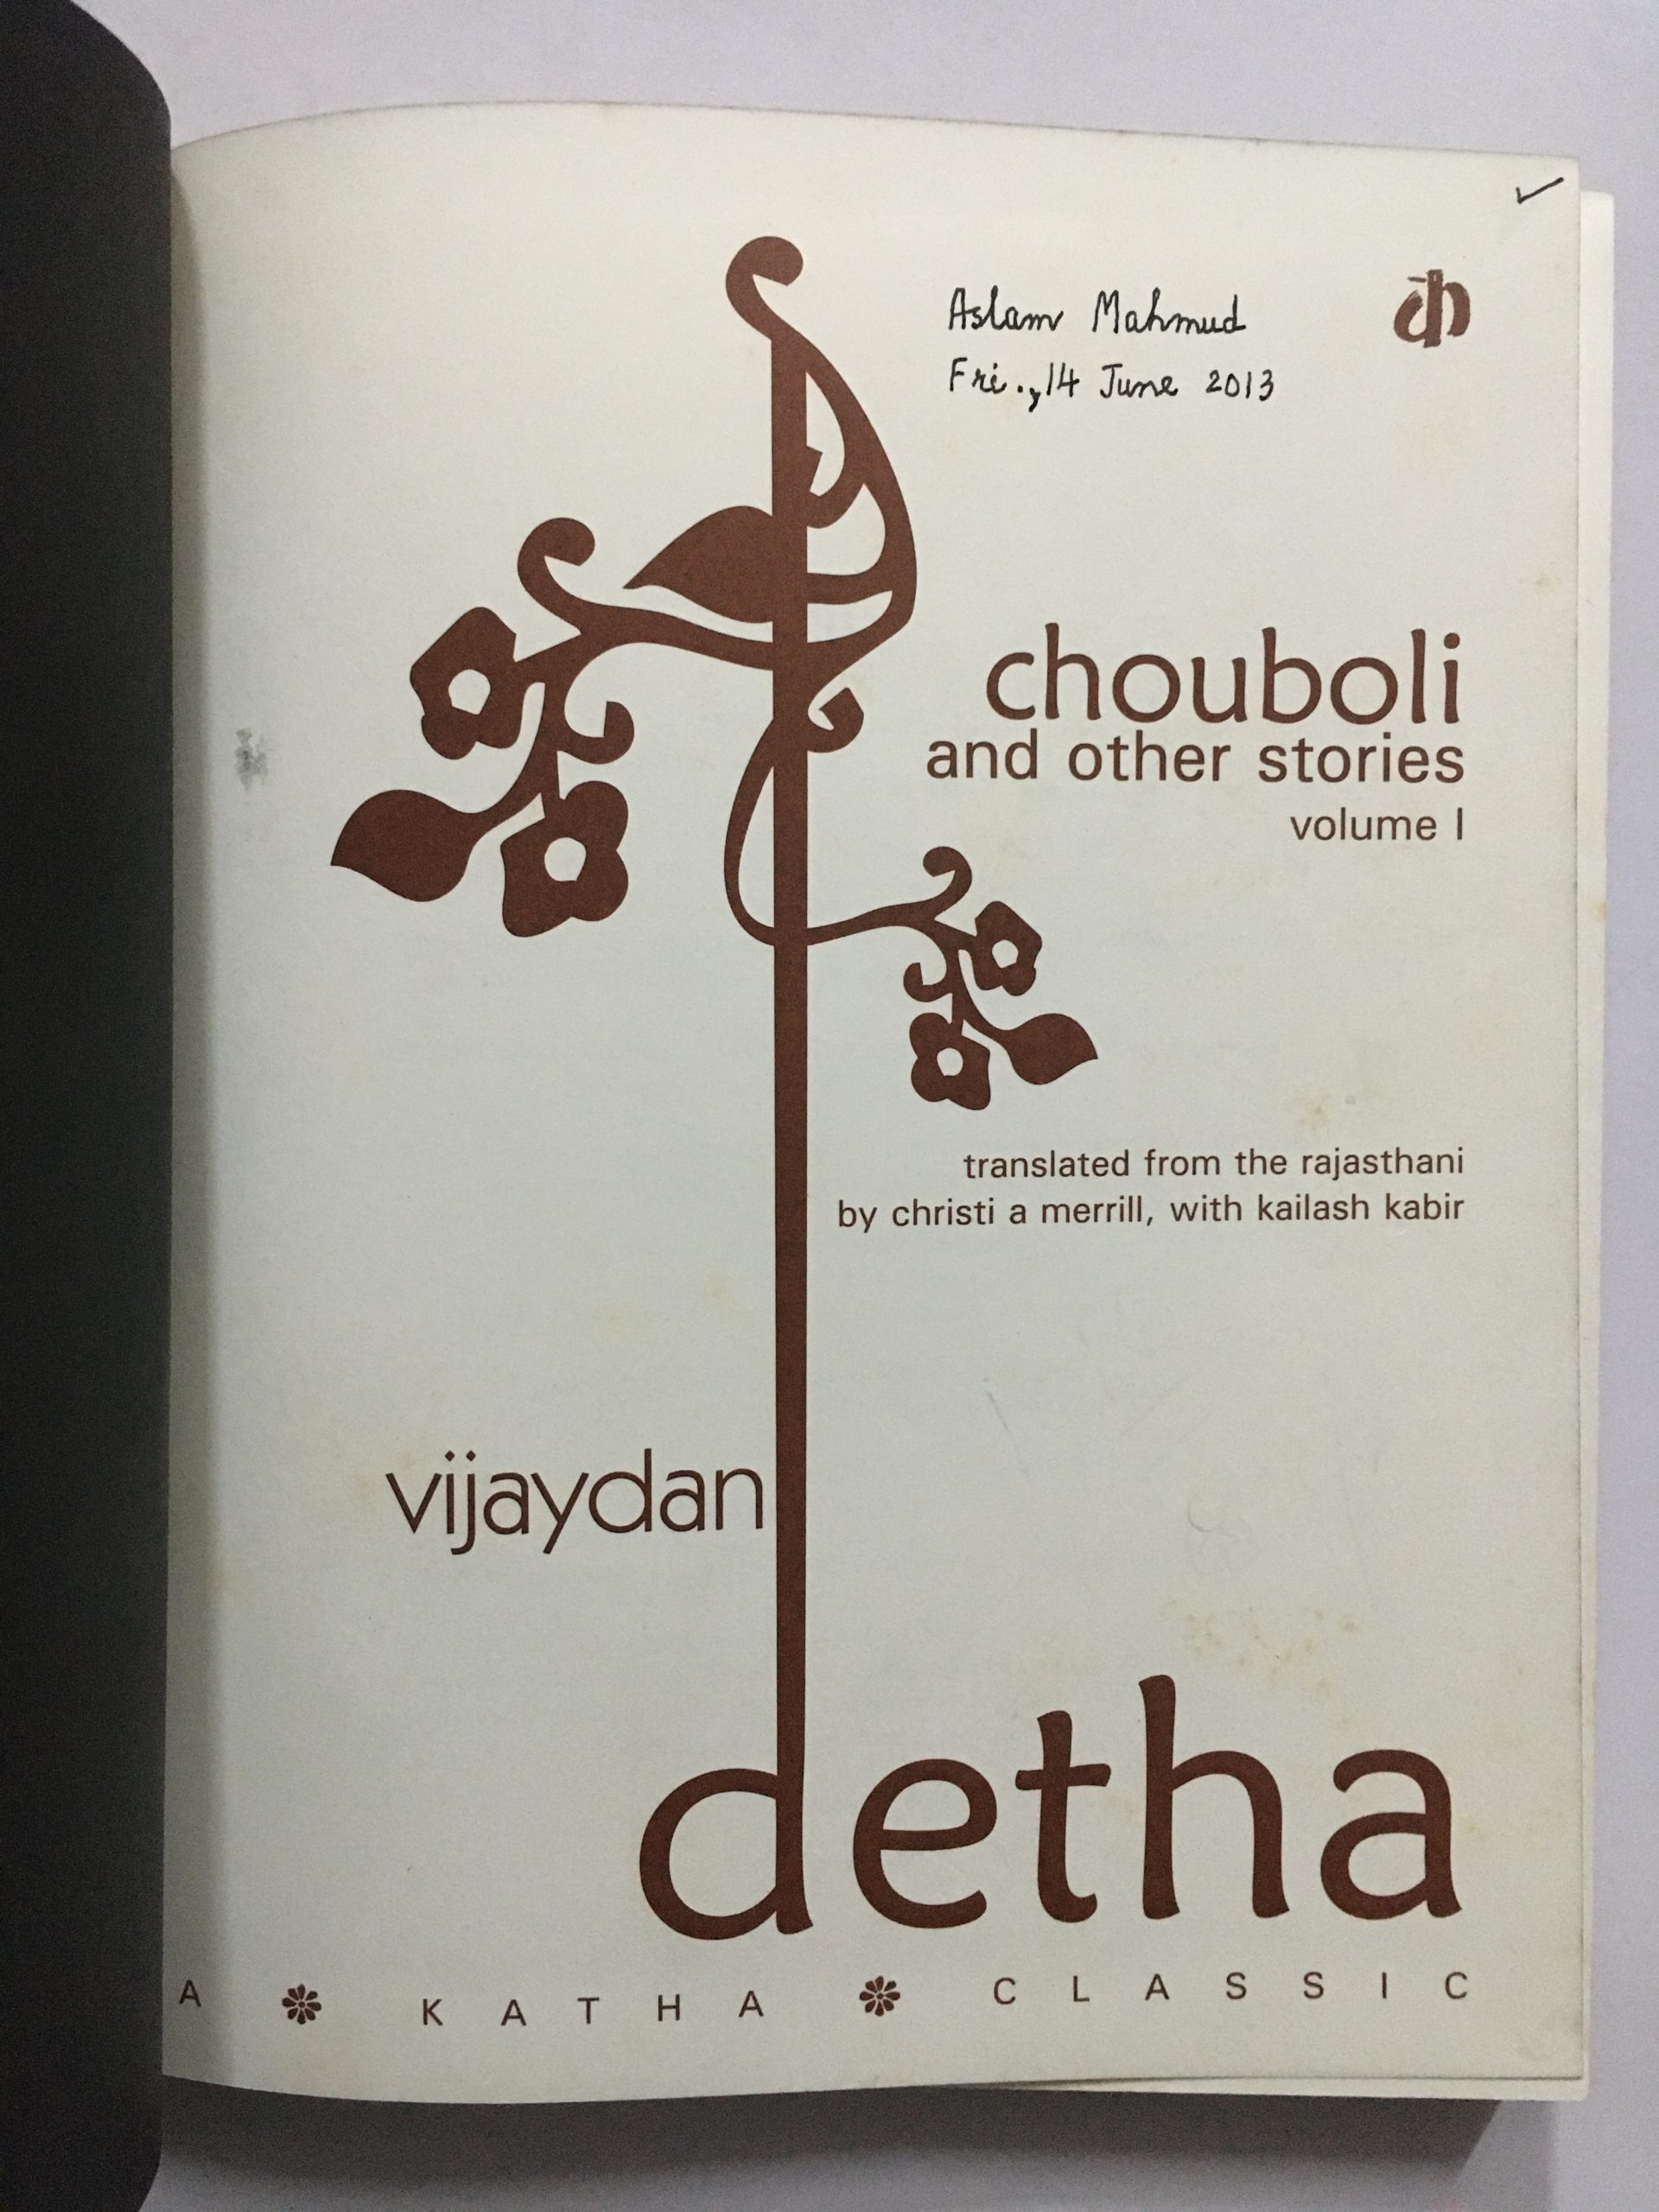 Aslam Mahmud
Fri., 14 June 2013
chouboli
and other stories
volume I
translated from the rajasthani
by christi a merrill, with kailash kabir
vijaydan
detha
A KATHA CLASSIC